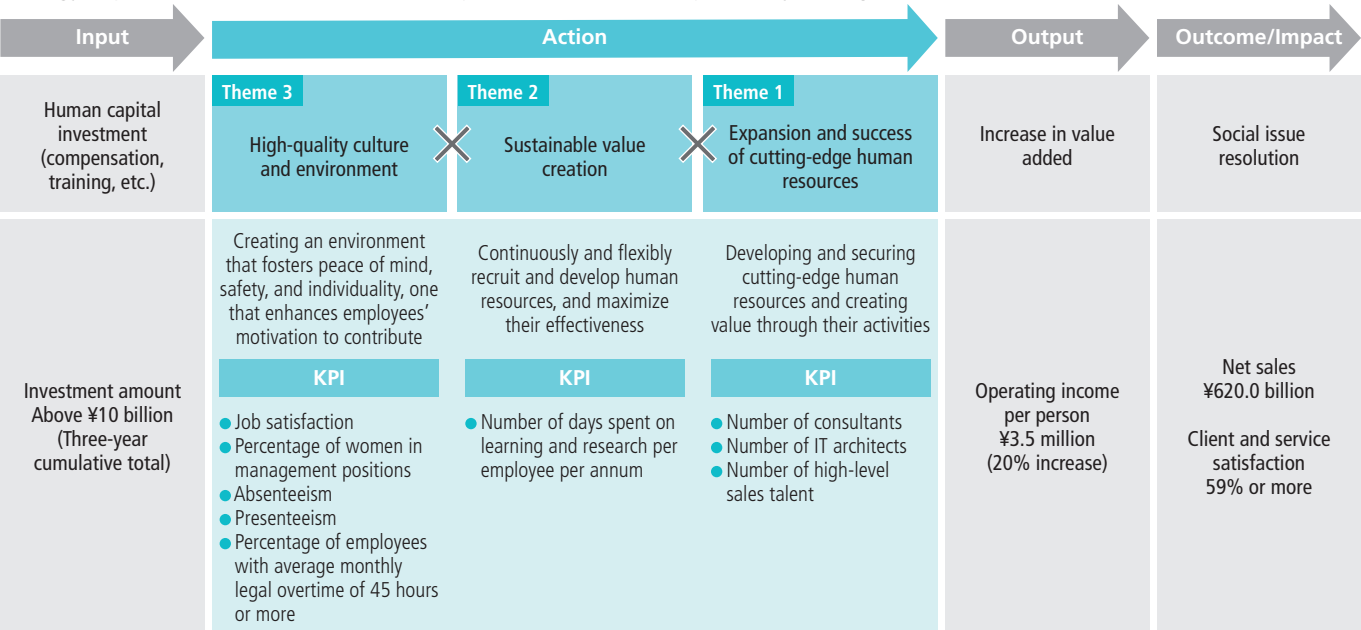 Input
Action
Output
Outcome/Impact
Human capital
investment
(compensation,
training, etc.)
Theme 3
High-quality culture
and environment
Theme 2
Sustainable value
creation
Theme 1
Expansion and success
of cutting-edge human
resources
Increase in value
added
Social issue
resolution
Investment amount
Above ¥10 billion
(Three-year
cumulative total)
Creating an environment
that fosters peace of mind,
safety, and individuality, one
that enhances employees’
motivation to contribute
KPI
● Job satisfaction
● Percentage of women in
management positions
● Absenteeism
● Presenteeism
● Percentage of employees
with average monthly
legal overtime of 45 hours
or more
Continuously and flexibly
recruit and develop human
resources, and maximize
their effectiveness
KPI
● Number of days spent on
learning and research per
employee per annum
Developing and securing
cutting-edge human
resources and creating
value through their activities
KPI
● Number of consultants
● Number of IT architects
● Number of high-level
sales talent
Operating income
per person
¥3.5 million
(20% increase)
Net sales
¥620.0 billion
Client and service
satisfaction
59% or more